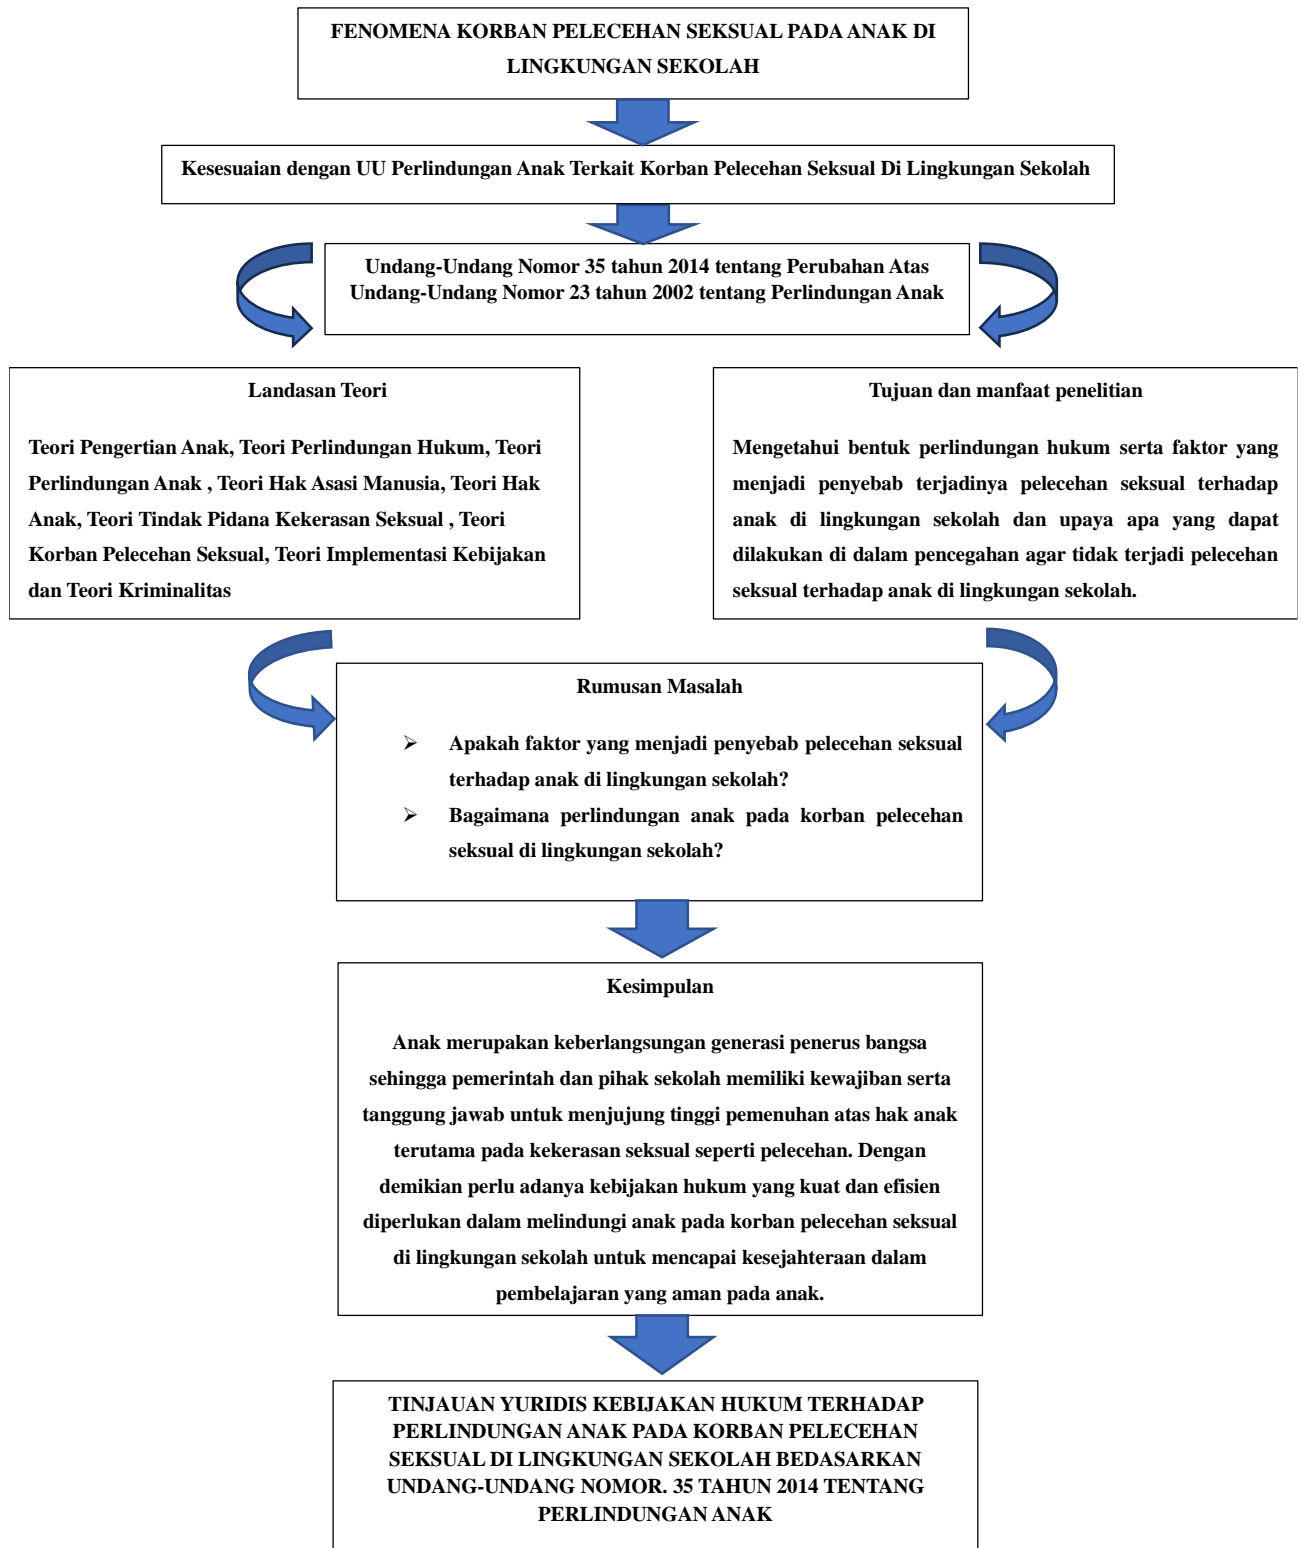 FENOMENA KORBAN PELECEHAN SEKSUAL PADA ANAK DI
LINGKUNGAN SEKOLAH
Kesesuaian dengan UU Perlindungan Anak Terkait Korban Pelecehan Seksual Di Lingkungan Sekolah
Undang-Undang Nomor 35 tahun 2014 tentang Perubahan Atas
Undang-Undang Nomor 23 tahun 2002 tentang Perlindungan Anak
Landasan Teori
Teori Pengertian Anak, Teori Perlindungan Hukum, Teori
Perlindungan Anak , Teori Hak Asasi Manusia, Teori Hak
Anak, Teori Tindak Pidana Kekerasan Seksual , Teori
Korban Pelecehan Seksual, Teori Implementasi Kebijakan
dan Teori Kriminalitas
Tujuan dan manfaat penelitian
Mengetahui bentuk perlindungan hukum serta faktor yang
menjadi penyebab terjadinya pelecehan seksual terhadap
anak di lingkungan sekolah dan upaya apa yang dapat
dilakukan di dalam pencegahan agar tidak terjadi pelecehan
seksual terhadap anak di lingkungan sekolah.
Rumusan Masalah
➢ Apakah faktor yang menjadi penyebab pelecehan seksual
terhadap anak di lingkungan sekolah?
➢ Bagaimana perlindungan anak pada korban pelecehan
seksual di lingkungan sekolah?
Kesimpulan
Anak merupakan keberlangsungan generasi penerus bangsa
sehingga pemerintah dan pihak sekolah memiliki kewajiban serta
tanggung jawab untuk menjujung tinggi pemenuhan atas hak anak
terutama pada kekerasan seksual seperti pelecehan. Dengan
demikian perlu adanya kebijakan hukum yang kuat dan efisien
diperlukan dalam melindungi anak pada korban pelecehan seksual
di lingkungan sekolah untuk mencapai kesejahteraan dalam
pembelajaran yang aman pada anak.
TINJAUAN YURIDIS KEBIJAKAN HUKUM TERHADAP
PERLINDUNGAN ANAK PADA KORBAN PELECEHAN
SEKSUAL DI LINGKUNGAN SEKOLAH BEDASARKAN
UNDANG-UNDANG NOMOR. 35 TAHUN 2014 TENTANG
PERLINDUNGAN ANAK